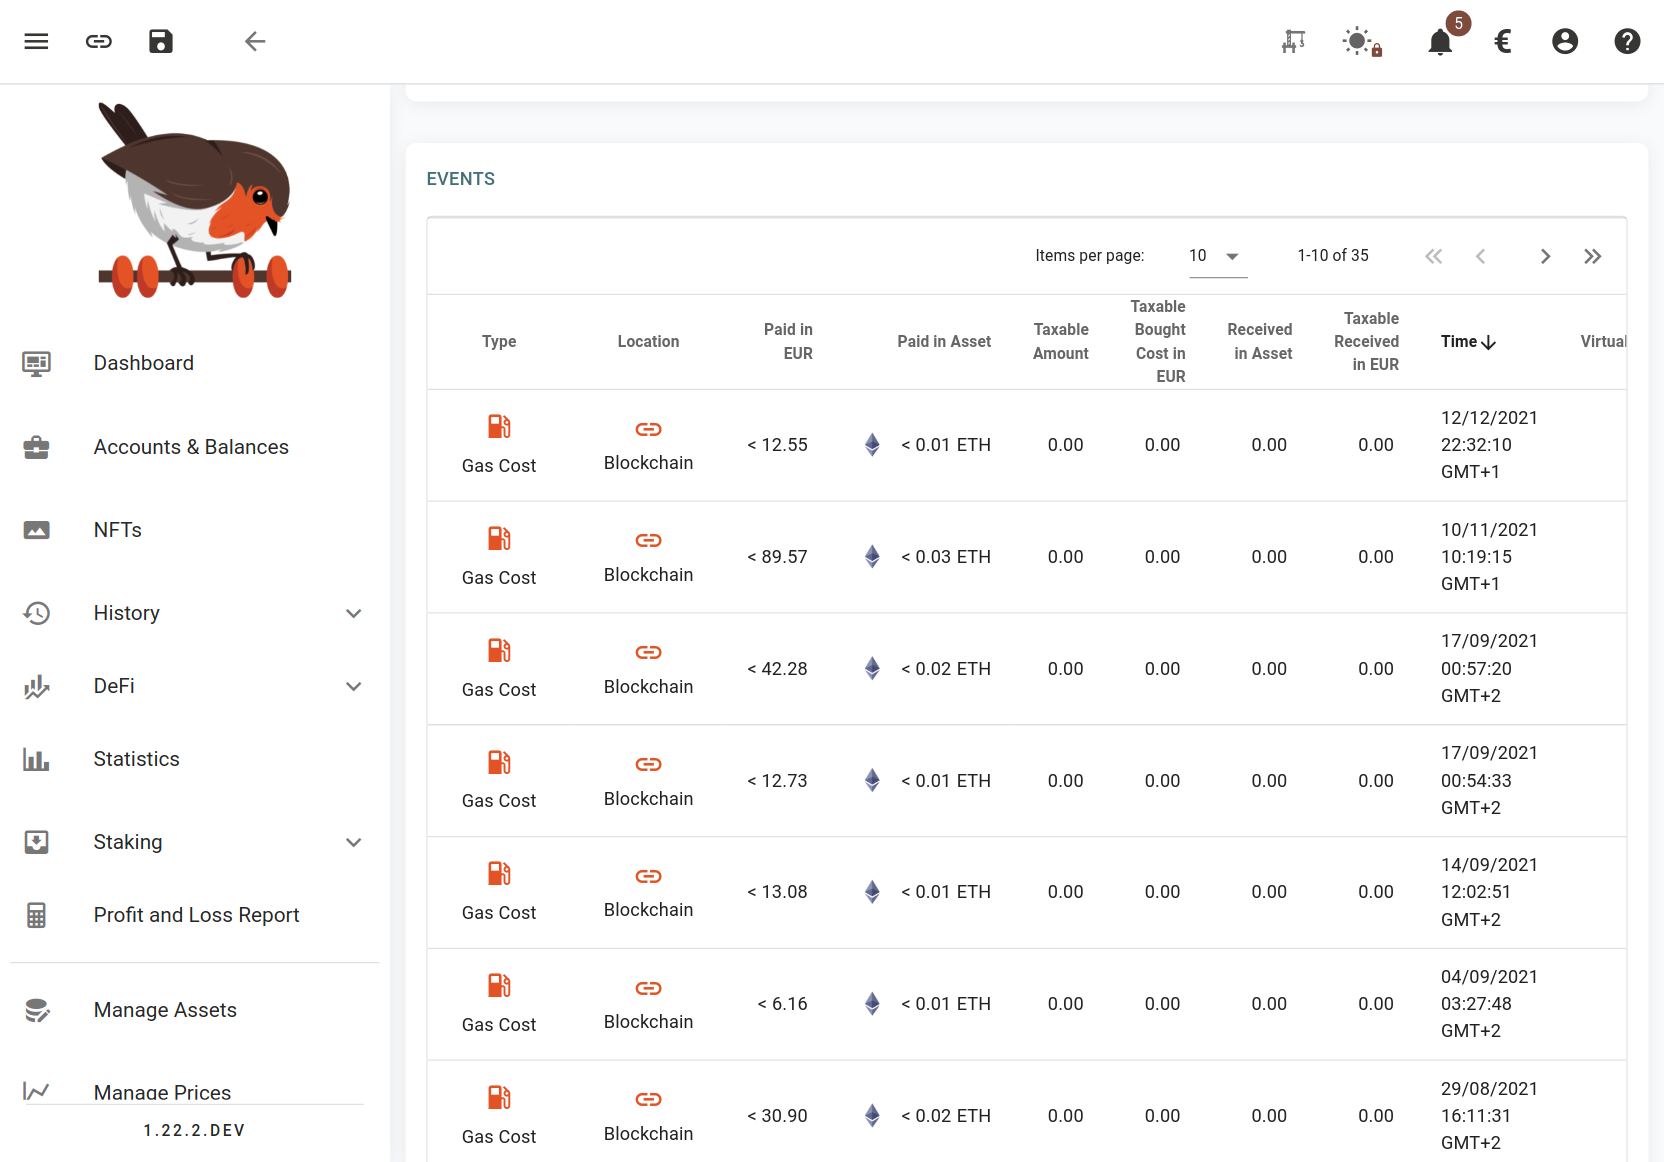 5
€
Dashboard
Accounts & Balances
NFTs
History
DeFi
Statistics
Staking
Profit and Loss Report
Manage Assets
Manage Prices
1.22.2.DEV
EVENTS
Items per page: 10 1-10 of 35
Type Location Paid in EUR Paid in Asset Taxable Amount Taxable Bought Cost in EUR Received in Asset Taxable Received in EUR Time Virtual
Gas Cost Blockchain < 12.55 < 0.01 ETH 0.00 0.00 0.00 0.00 12/12/2021 22:32:10 GMT+1
Gas Cost Blockchain < 89.57 < 0.03 ETH 0.00 0.00 0.00 0.00 10/11/2021 10:19:15 GMT+1
Gas Cost Blockchain < 42.28 < 0.02 ETH 0.00 0.00 0.00 0.00 17/09/2021 00:57:20 GMT+2
Gas Cost Blockchain < 12.73 < 0.01 ETH 0.00 0.00 0.00 0.00 17/09/2021 00:54:33 GMT+2
Gas Cost Blockchain < 13.08 < 0.01 ETH 0.00 0.00 0.00 0.00 14/09/2021 12:02:51 GMT+2
Gas Cost Blockchain < 6.16 < 0.01 ETH 0.00 0.00 0.00 0.00 04/09/2021 03:27:48 GMT+2
Gas Cost Blockchain < 30.90 < 0.02 ETH 0.00 0.00 0.00 0.00 29/08/2021 16:11:31 GMT+2